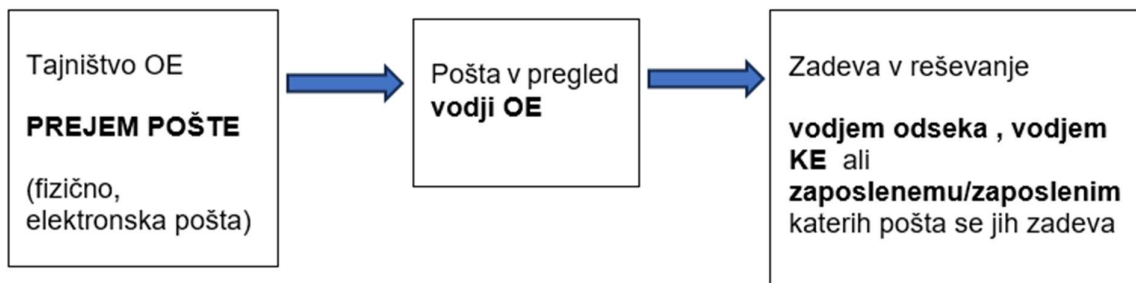 Tajništvo OE
PREJEM POŠTE
(fizično,
elektronska pošta)
Pošta v pregled
vodji OE
Zadeva v reševanje
vodjem odseka , vodjem
KE ali
zaposlenemu/zaposlenim
katerih pošta se jih zadeva